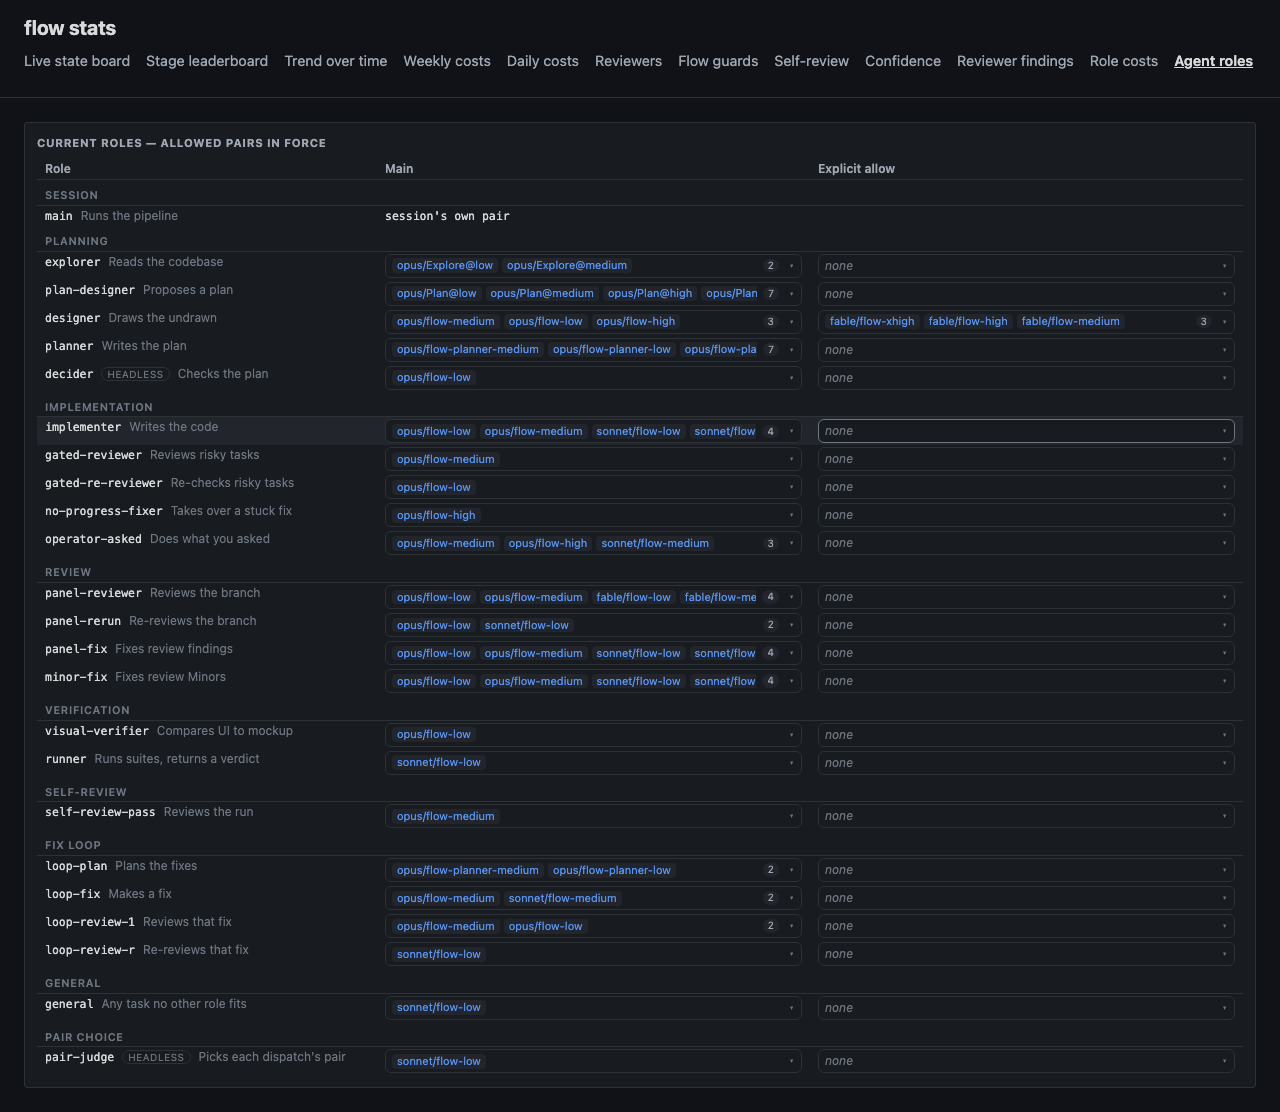 flow stats
Live state board Stage leaderboard Trend over time Weekly costs Daily costs Reviewers Flow guards Self-review Confidence Reviewer findings Role costs Agent roles
CURRENT ROLES — ALLOWED PAIRS IN FORCE
Role Main Explicit allow
SESSION
main Runs the pipeline session's own pair
PLANNING
explorer Reads the codebase opus/Explore@low opus/Explore@medium 2 none
plan-designer Proposes a plan opus/Plan@low opus/Plan@medium opus/Plan@high opus/Plan 7 none
designer Draws the undrawn opus/flow-medium opus/flow-low opus/flow-high 3 fable/flow-xhigh fable/flow-high fable/flow-medium 3
planner Writes the plan opus/flow-planner-medium opus/flow-planner-low opus/flow-pla 7 none
decider HEADLESS Checks the plan opus/flow-low none
IMPLEMENTATION
implementer Writes the code opus/flow-low opus/flow-medium sonnet/flow-low sonnet/flow 4 none
gated-reviewer Reviews risky tasks opus/flow-medium none
gated-re-reviewer Re-checks risky tasks opus/flow-low none
no-progress-fixer Takes over a stuck fix opus/flow-high none
operator-asked Does what you asked opus/flow-medium opus/flow-high sonnet/flow-medium 3 none
REVIEW
panel-reviewer Reviews the branch opus/flow-low opus/flow-medium fable/flow-low fable/flow-me 4 none
panel-rerun Re-reviews the branch opus/flow-low sonnet/flow-low 2 none
panel-fix Fixes review findings opus/flow-low opus/flow-medium sonnet/flow-low sonnet/flow 4 none
minor-fix Fixes review Minors opus/flow-low opus/flow-medium sonnet/flow-low sonnet/flow 4 none
VERIFICATION
visual-verifier Compares UI to mockup opus/flow-low none
runner Runs suites, returns a verdict sonnet/flow-low none
SELF-REVIEW
self-review-pass Reviews the run opus/flow-medium none
FIX LOOP
loop-plan Plans the fixes opus/flow-planner-medium opus/flow-planner-low 2 none
loop-fix Makes a fix opus/flow-medium sonnet/flow-medium 2 none
loop-review-1 Reviews that fix opus/flow-medium opus/flow-low 2 none
loop-review-r Re-reviews that fix sonnet/flow-low none
GENERAL
general Any task no other role fits sonnet/flow-low none
PAIR CHOICE
pair-judge HEADLESS Picks each dispatch's pair sonnet/flow-low none